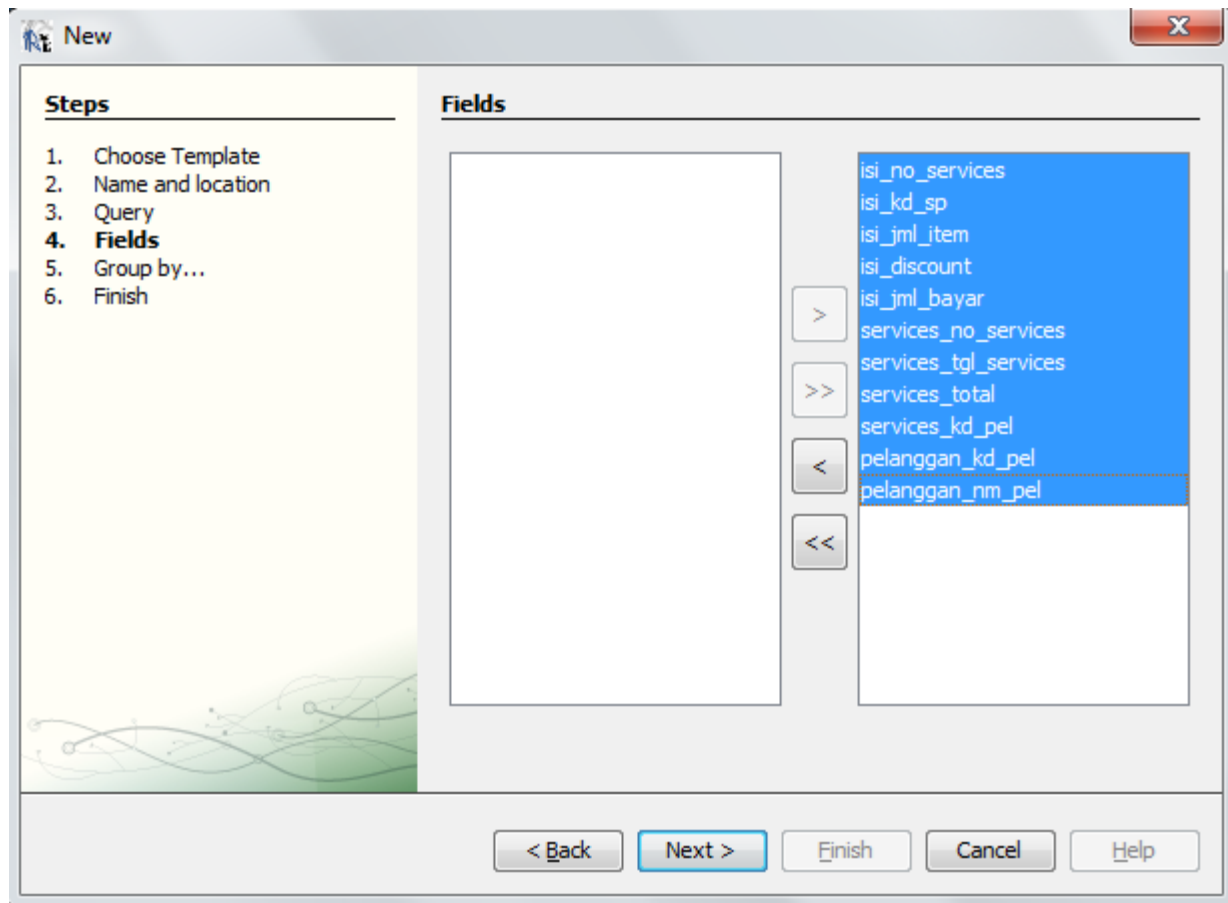 New
Steps
1. Choose Template
2. Name and location
3. Query
4. Fields
5. Group by...
6. Finish
Fields
>
>>
<
<<
isi_no_services
isi_kd_sp
isi_jml_item
isi_discount
isi_jml_bayar
services_no_services
services_tgl_services
services_total
services_kd_pel
pelanggan_kd_pel
pelanggan_nm_pel
< Back
Next >
Finish
Cancel
Help